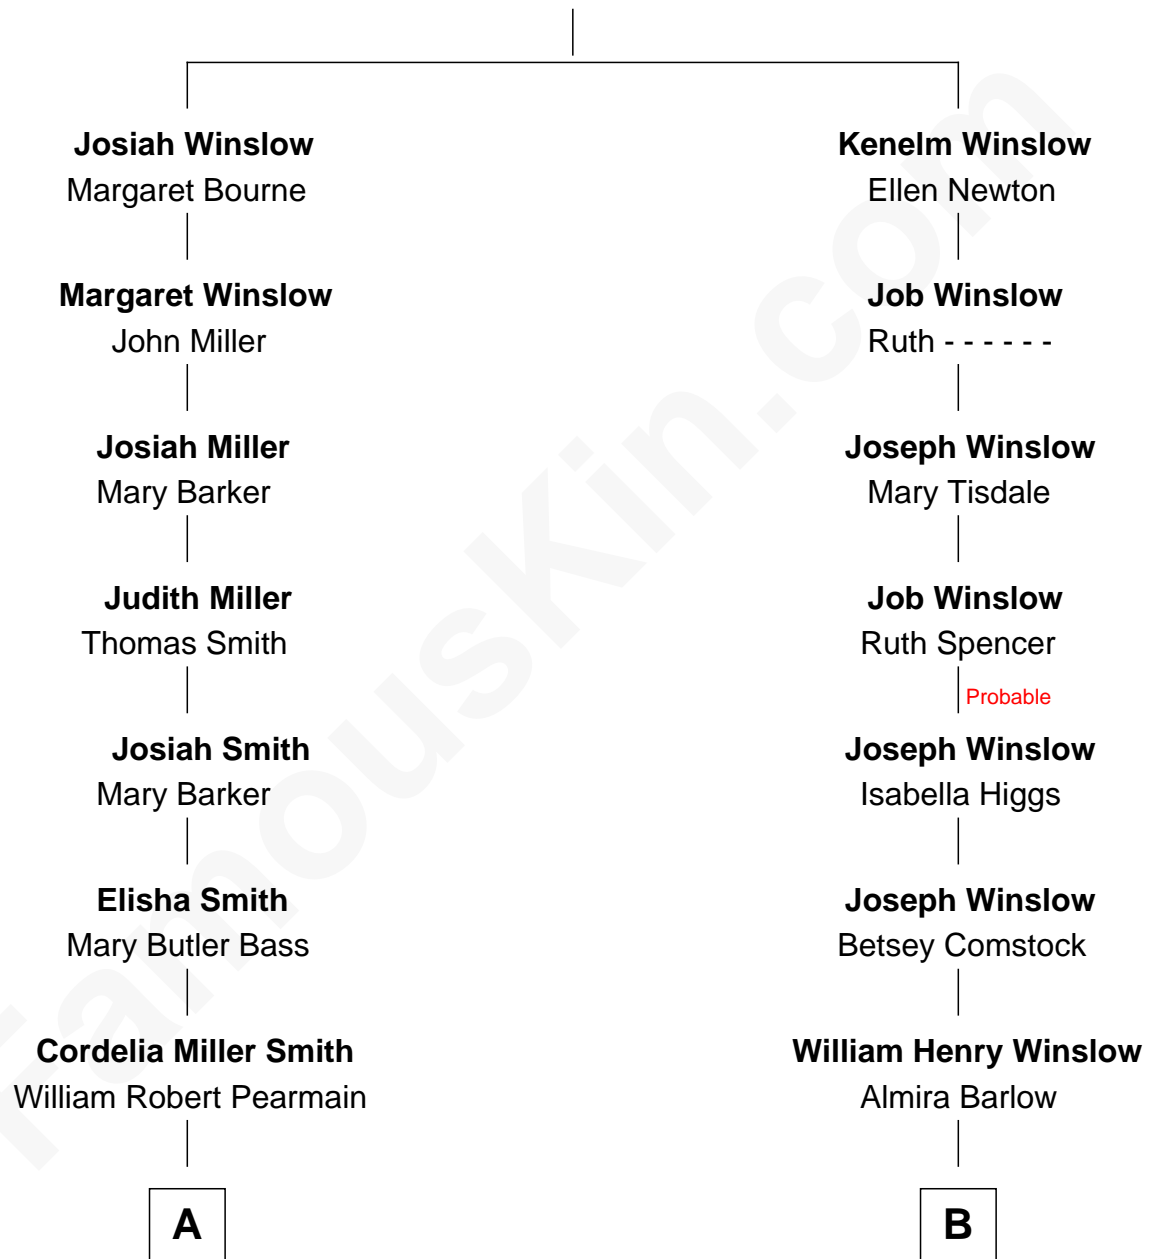 Josiah Winslow
Margaret Bourne
Kenelm Winslow
Ellen Newton
Margaret Winslow
John Miller
Job Winslow
Ruth - - - - - -
Josiah Miller
Mary Barker
Joseph Winslow
Mary Tisdale
Judith Miller
Thomas Smith
Job Winslow
Ruth Spencer
Probable
Josiah Smith
Mary Barker
Joseph Winslow
Isabella Higgs
Elisha Smith
Mary Butler Bass
Joseph Winslow
Betsey Comstock
Cordelia Miller Smith
William Robert Pearmain
William Henry Winslow
Almira Barlow
A
B
FamousKin.com